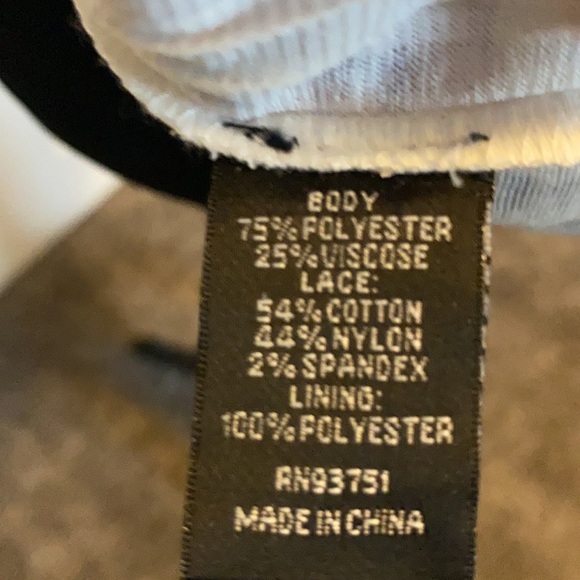 BODY
75% POLYESTER
25% VISCOSE
LACE:
54% COTTON
44% NYLON
2% SPANDEX
LINING:
100% POLYESTER
RN93751
MADE IN CHINA